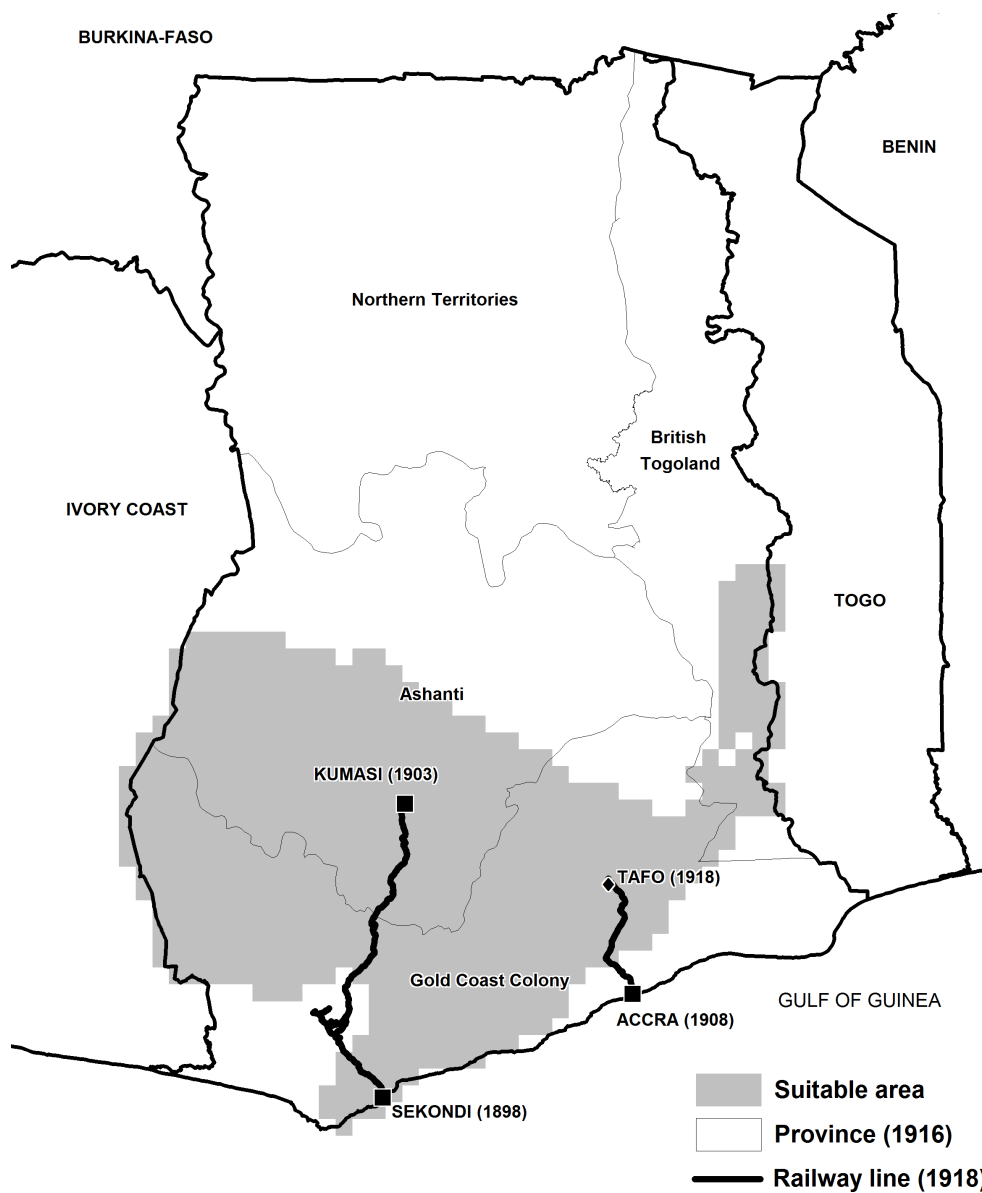 BURKINA-FASO
BENIN
Northern Territories
British
Togoland
IVORY COAST
TOGO
Ashanti
KUMASI (1903)
TAFO (1918)
Gold Coast Colony
GULF OF GUINEA
ACCRA (1908)
SEKONDI (1898)
Suitable area
Province (1916)
Railway line (1918)